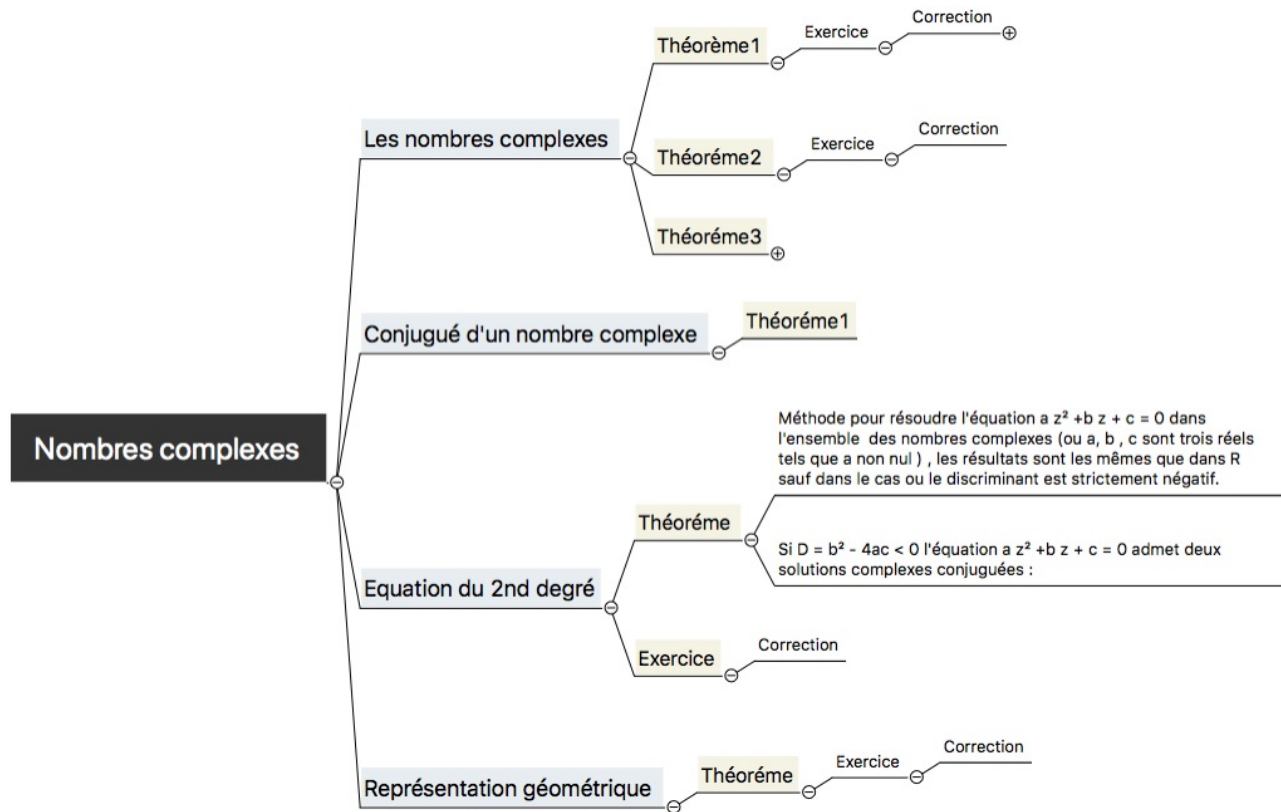 Nombres complexes
Les nombres complexes
Théorème1
Exercice
Correction
Théoréme2
Exercice
Correction
Théoréme3
Conjugué d'un nombre complexe
Théoréme1
Equation du 2nd degré
Théoréme
Méthode pour résoudre l'équation a z² +b z + c = 0 dans
l'ensemble  des nombres complexes (ou a, b , c sont trois réels
tels que a non nul ) , les résultats sont les mêmes que dans R
sauf dans le cas ou le discriminant est strictement négatif.
Si D = b² - 4ac < 0 l'équation a z² +b z + c = 0 admet deux
solutions complexes conjuguées :
Exercice
Correction
Représentation géométrique
Théoréme
Exercice
Correction